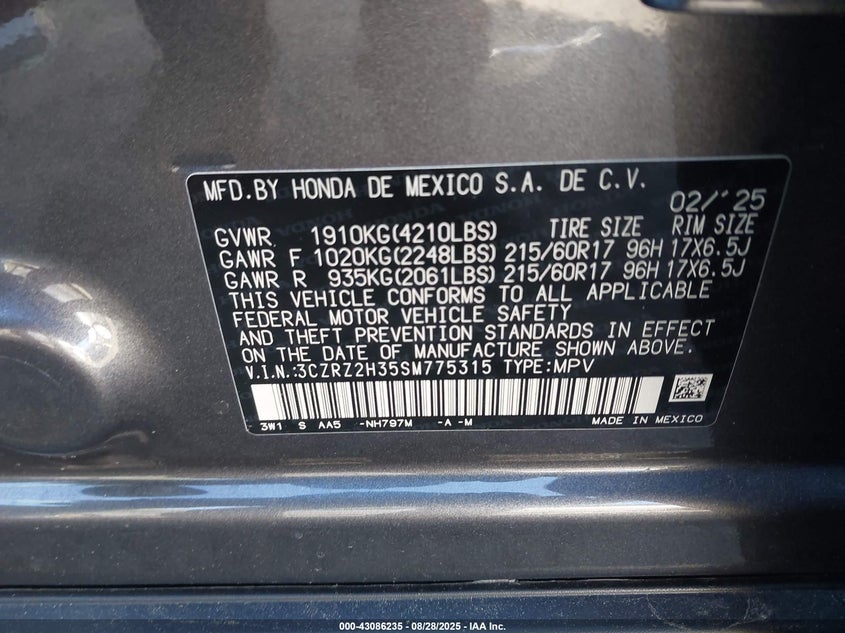 MFD.BY HONDA DE MEXICO S.A. DE C.V. 02/'25
GVWR 1910KG(4210LBS) TIRE SIZE RIM SIZE
GAWR F 1020KG(2248LBS) 215/60R17 96H 17X6.5J
GAWR R 935KG(2061LBS) 215/60R17 96H 17X6.5J
THIS VEHICLE CONFORMS TO ALL APPLICABLE
FEDERAL MOTOR VEHICLE SAFETY
AND THEFT PREVENTION STANDARDS IN EFFECT
ON THE DATE OF MANUFACTURE SHOWN ABOVE.
V.I.N.:3CZRZ2H35SM775315 TYPE:MPV
3W1 S AA5 -NH797M -A -M MADE IN MEXICO
000-43086235 - 08/28/2025 - IAA Inc.